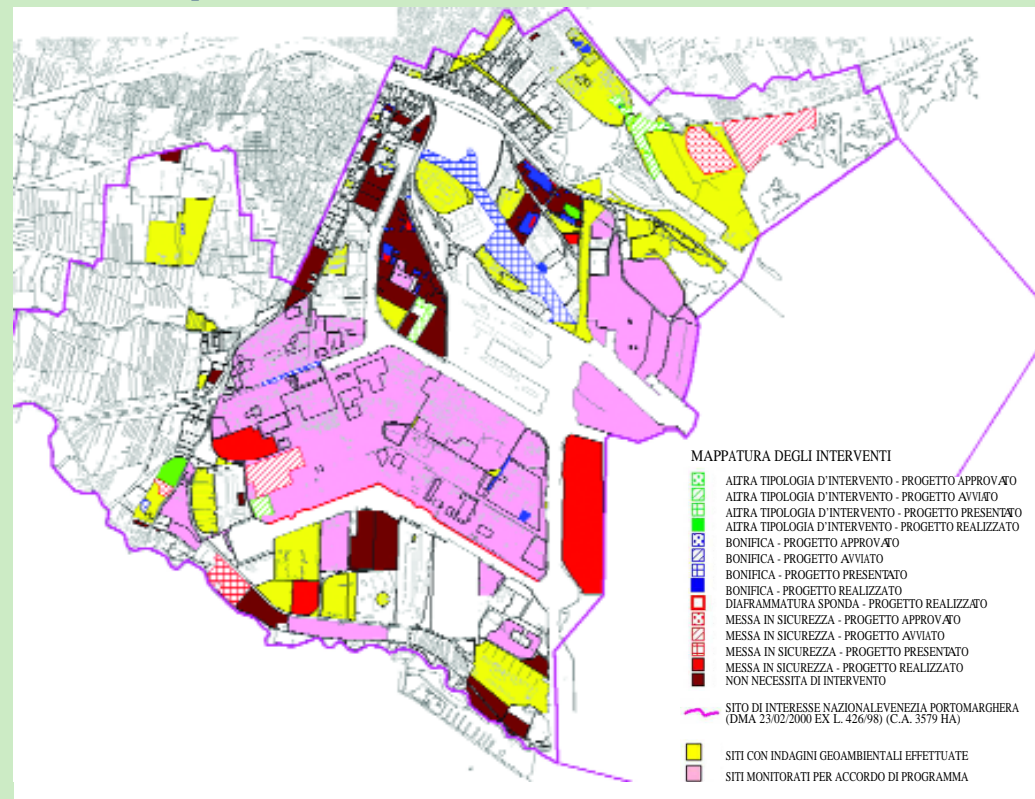 MAPPATURA DEGLI INTERVENTI
ALTRA TIPOLOGIA D'INTERVENTO - PROGETTO APPROVATO
ALTRA TIPOLOGIA D'INTERVENTO - PROGETTO AVVIATO
ALTRA TIPOLOGIA D'INTERVENTO - PROGETTO PRESENTATO
ALTRA TIPOLOGIA D'INTERVENTO - PROGETTO REALIZZATO
BONIFICA - PROGETTO APPROVATO
BONIFICA - PROGETTO AVVIATO
BONIFICA - PROGETTO PRESENTATO
BONIFICA - PROGETTO REALIZZATO
DIAFRAMMATURA SPONDA - PROGETTO REALIZZATO
MESSA IN SICUREZZA - PROGETTO APPROVATO
MESSA IN SICUREZZA - PROGETTO AVVIATO
MESSA IN SICUREZZA - PROGETTO PRESENTATO
MESSA IN SICUREZZA - PROGETTO REALIZZATO
NON NECESSITA DI INTERVENTO
SITO DI INTERESSE NAZIONALEVENEZIA PORTOMARGHERA
(DMA 23/02/2000 EX L. 426/98) (C.A. 3579 HA)
SITI CON INDAGINI GEOAMBIENTALI EFFETTUATE
SITI MONITORATI PER ACCORDO DI PROGRAMMA